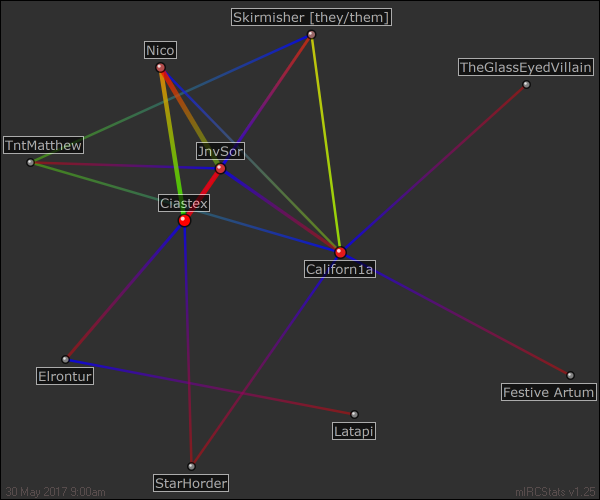 Skirmisher [they/them]
Nico
TheGlassEyedVillain
TntMatthew
JnvSor
Ciastex
Californ1a
Elrontur
Festive Artum
Latapi
StarHorder
30 May 2017 9:00am
mIRCStats v1.25